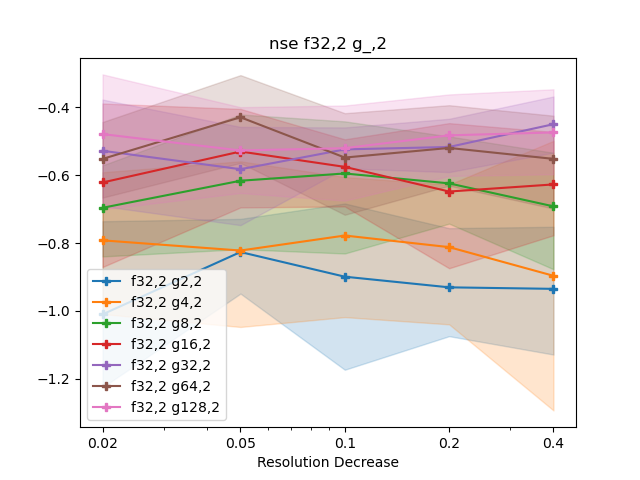 nse f32,2 g_,2
−0.4
−0.6
−0.8
−1.0
−1.2
f32,2 g2,2
f32,2 g4,2
f32,2 g8,2
f32,2 g16,2
f32,2 g32,2
f32,2 g64,2
f32,2 g128,2
0.02 0.05 0.1 0.2 0.4
Resolution Decrease